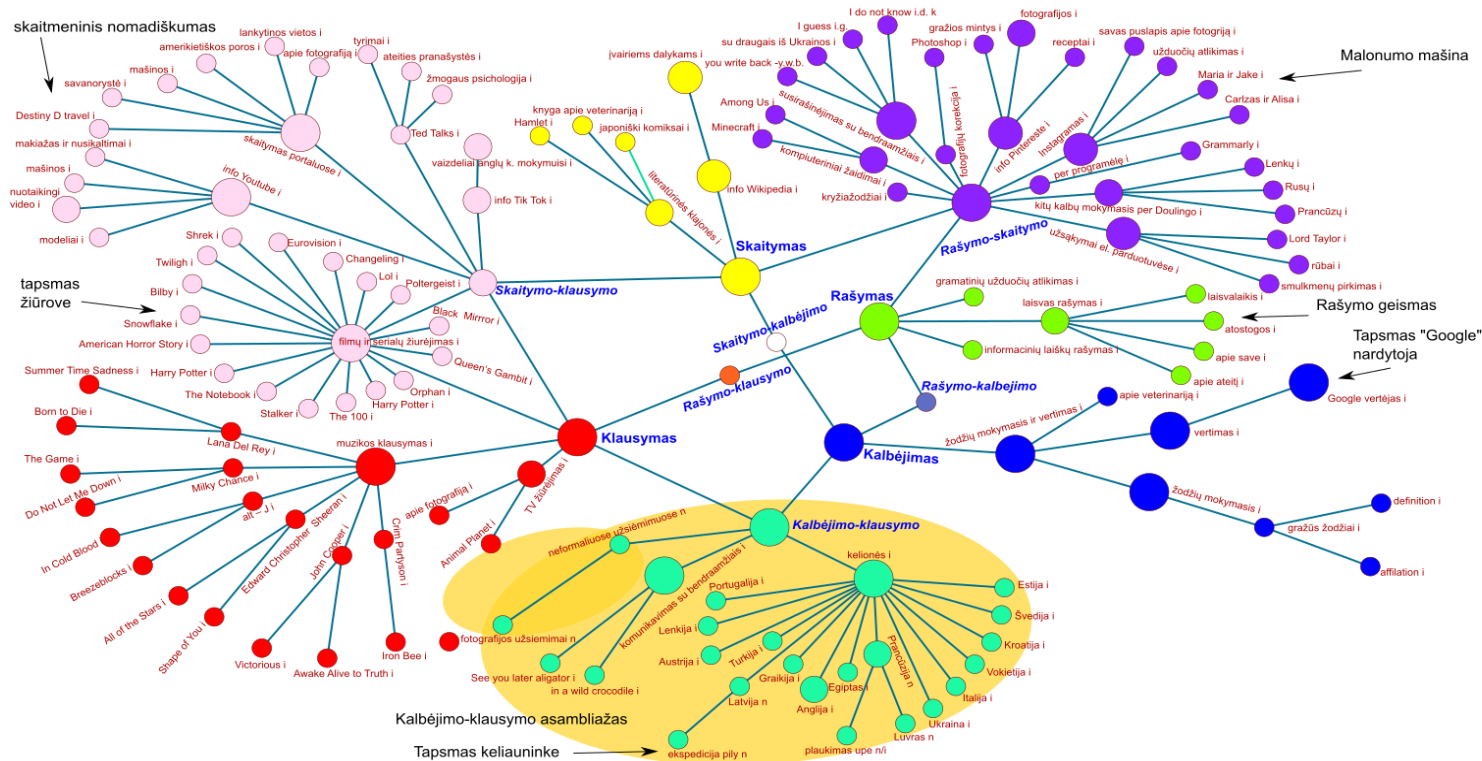 skaitmeninis nomadiškumas
lankytinos vietos i
amerikietiškos poros i
apie fotografiją i
mašinos i
savanorystė i
Destiny D travel i
skaitymas portaluose i
tyrimai i
ateities pranašystės i
žmogaus psichologija i
Ted Talks i
makiažas ir nusikaltimai i
mašinos i
nuotaikingi
video i
modeliai i
info Youtube i
vaizdeliai anglų k. mokymuisi i
info Tik Tok i
Skaitymo-klausymo
tapsmas
žiūrove
Shrek i
Eurovision i
Twiligh i
Changeling i
Bilby i
Lol i
Poltergeist i
Snowflake i
Black Mirrror i
American Horror Story i
filmų ir serialų žiurėjimas i
Queen's Gambit i
Harry Potter i
Orphan i
The Notebook i
Harry Potter i
Stalker i
The 100 i
įvairiems dalykams i
knyga apie veterinariją i
Hamlet i
japoniški komiksai i
literatūrinės klajonės i
info Wikipedia i
Skaitymas
I do not know i.d. k
I guess i.g.
su draugais iš Ukrainos i
you write back -y.w.b.
susirašinėjimas su bendraamžiais i
Among Us i
Minecraft i
kompiuteriniai žaidimai i
kryžiažodžiai i
Photoshop i
fotografijų korekcija i
gražios mintys i
fotografijos i
receptai i
info Pintereste i
savas puslapis apie fotogriją i
užduočių atlikimas i
Maria ir Jake i
Carlzas ir Alisa i
Instagramas i
Malonumo mašina
Grammarly i
per programėlę i
Lenkų i
Rusų i
Prancūzų i
kitų kalbų mokymasis per Doulingo i
Lord Taylor i
rūbai i
smulkmenų pirkimas i
užsąkymai el. parduotuvėse i
Rašymo-skaitymo
Rašymas
gramatinių užduočių atlikimas i
laisvas rašymas i
laisvalaikis i
atostogos i
apie save i
apie ateitį i
informacinių laiškų rašymas i
Rašymo geismas
Skaitymo-kalbėjimo
Rašymo-klausymo
Rašymo-kalbejimo
Tapsmas "Google"
nardytoja
Google vertėjas i
apie veterinariją i
žodžių mokymasis ir vertimas i
vertimas i
žodžių mokymasis i
gražūs žodžiai i
definition i
affilation i
Kalbėjimas
Klausymas
Summer Time Sadness i
Born to Die i
Lana Del Rey i
muzikos klausymas i
The Game i
Do Not Let Me Down i
Milky Chance i
alt – J i
In Cold Blood
Breezeblocks i
All of the Stars i
Shape of You i
Edward Christopher Sheeran i
John Cooper i
Victorious i
Awake Alive to Truth i
Crim Partyson i
Iron Bee i
TV žiūrėjimas i
apie fotografiją i
Animal Planet i
Kalbėjimo-klausymo
neformaliuose užsiėmimuose n
fotografijos užsiemimai n
komunikavimas su bendraamžiais i
See you later aligator i
in a wild crocodile i
kelionės i
Portugalija i
Lenkija i
Austrija i
Turkija i
Graikija i
Latvija n
ekspedicija pily n
Anglija i
Egiptas i
Prancūzija n
plaukimas upe n/i
Luvras n
Ukraina i
Italija i
Vokietija i
Kroatija i
Švedija i
Estija i
Kalbėjimo-klausymo asambliažas
Tapsmas keliauninke